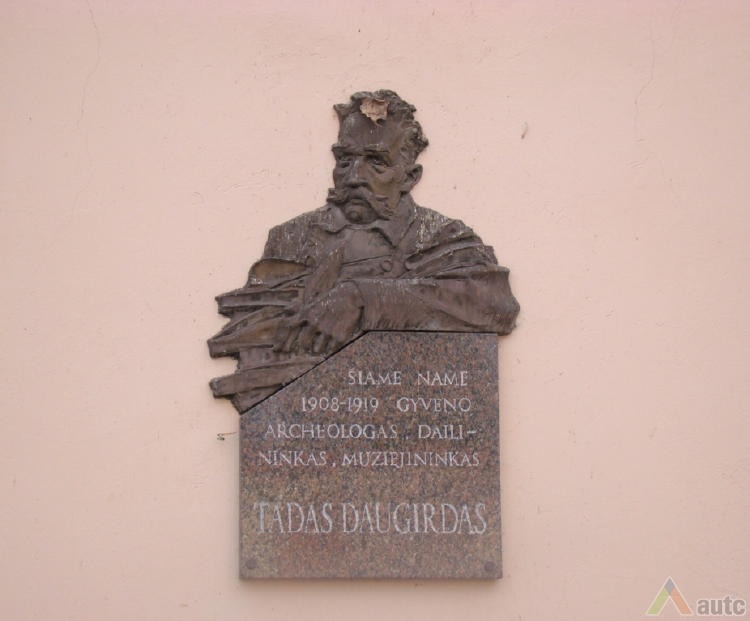 ŠIAME NAME
1908-1919 GYVENO
ARCHEOLOGAS, DAILI-
NINKAS, MUZIEJININKAS
TADAS DAUGIRDAS
autc